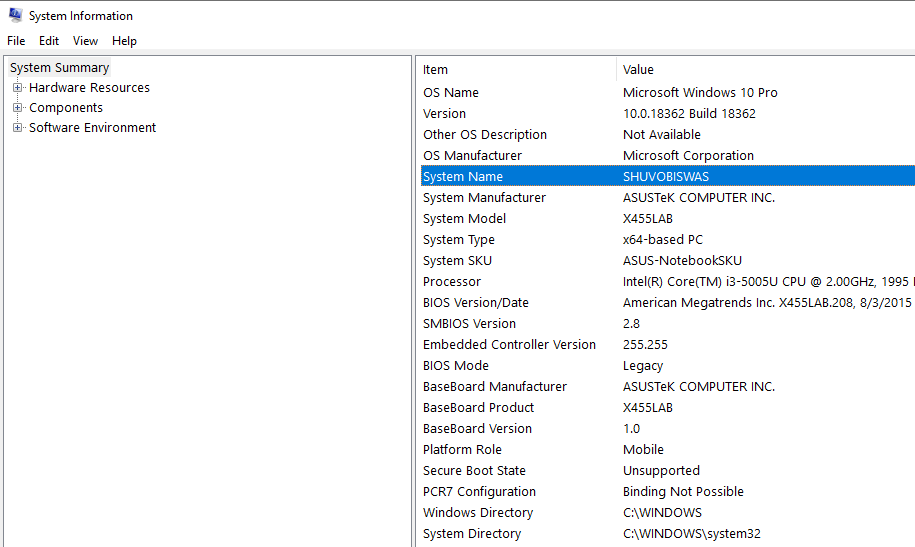 System Information
File Edit View Help
System Summary
Hardware Resources
Components
Software Environment
Item Value
OS Name Microsoft Windows 10 Pro
Version 10.0.18362 Build 18362
Other OS Description Not Available
OS Manufacturer Microsoft Corporation
System Name SHUVOBISWAS
System Manufacturer ASUSTeK COMPUTER INC.
System Model X455LAB
System Type x64-based PC
System SKU ASUS-NotebookSKU
Processor Intel(R) Core(TM) i3-5005U CPU @ 2.00GHz, 1995
BIOS Version/Date American Megatrends Inc. X455LAB.208, 8/3/2015
SMBIOS Version 2.8
Embedded Controller Version 255.255
BIOS Mode Legacy
BaseBoard Manufacturer ASUSTeK COMPUTER INC.
BaseBoard Product X455LAB
BaseBoard Version 1.0
Platform Role Mobile
Secure Boot State Unsupported
PCR7 Configuration Binding Not Possible
Windows Directory C:\WINDOWS
System Directory C:\WINDOWS\system32